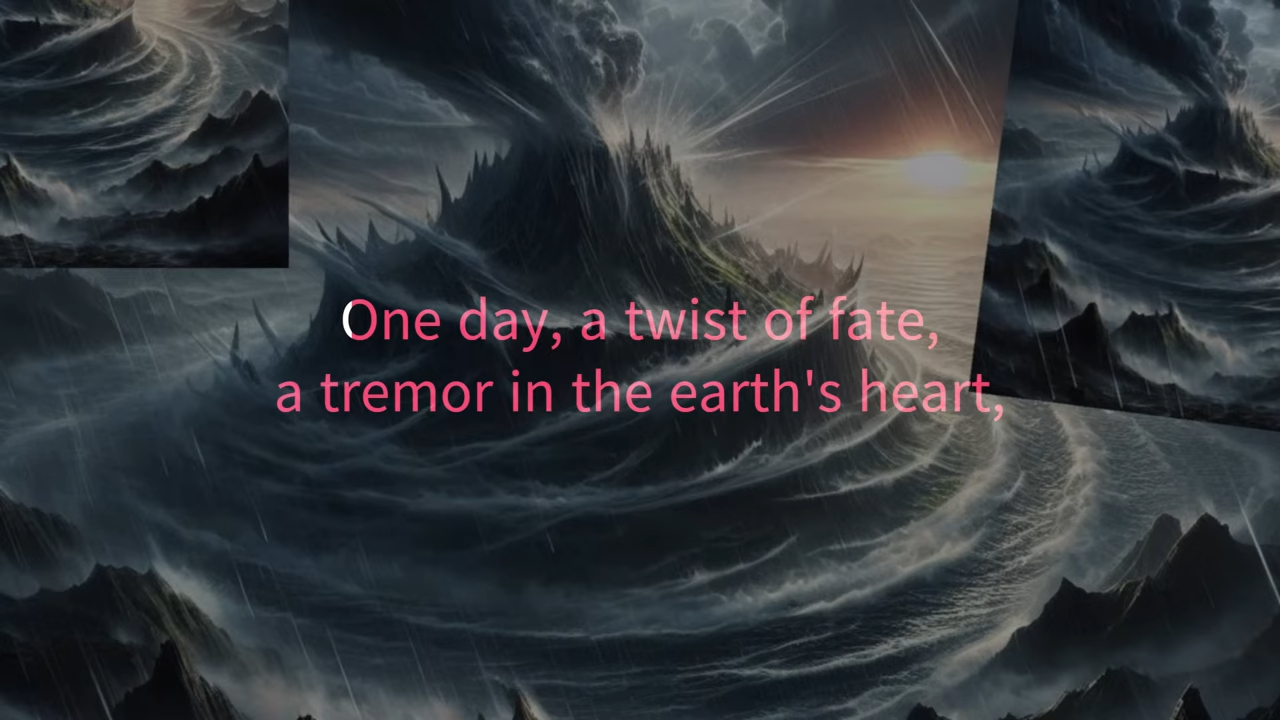 One day, a twist of fate,
a tremor in the earth's heart,